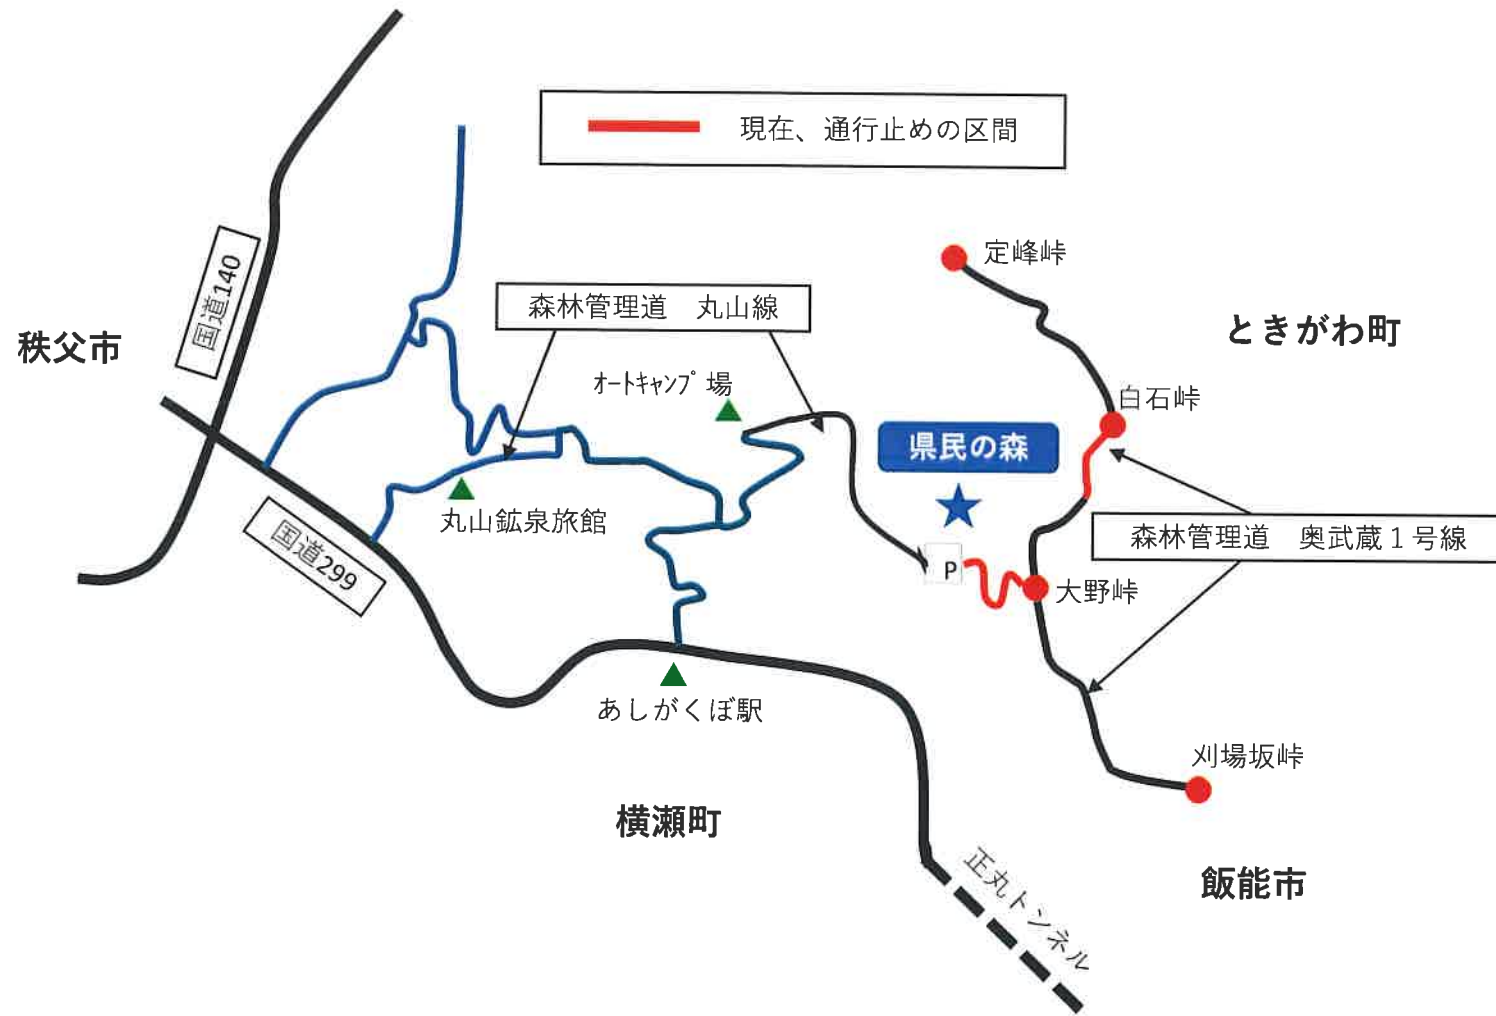 現在、通行止めの区間
定峰峠
国道140
森林管理道　丸山線
ときがわ町
秩父市
ｵｰﾄｷｬﾝﾌﾟ場
白石峠
県民の森
丸山鉱泉旅館
森林管理道　奥武蔵１号線
国道299
P
大野峠
あしがくぼ駅
刈場坂峠
横瀬町
正丸トンネル
飯能市